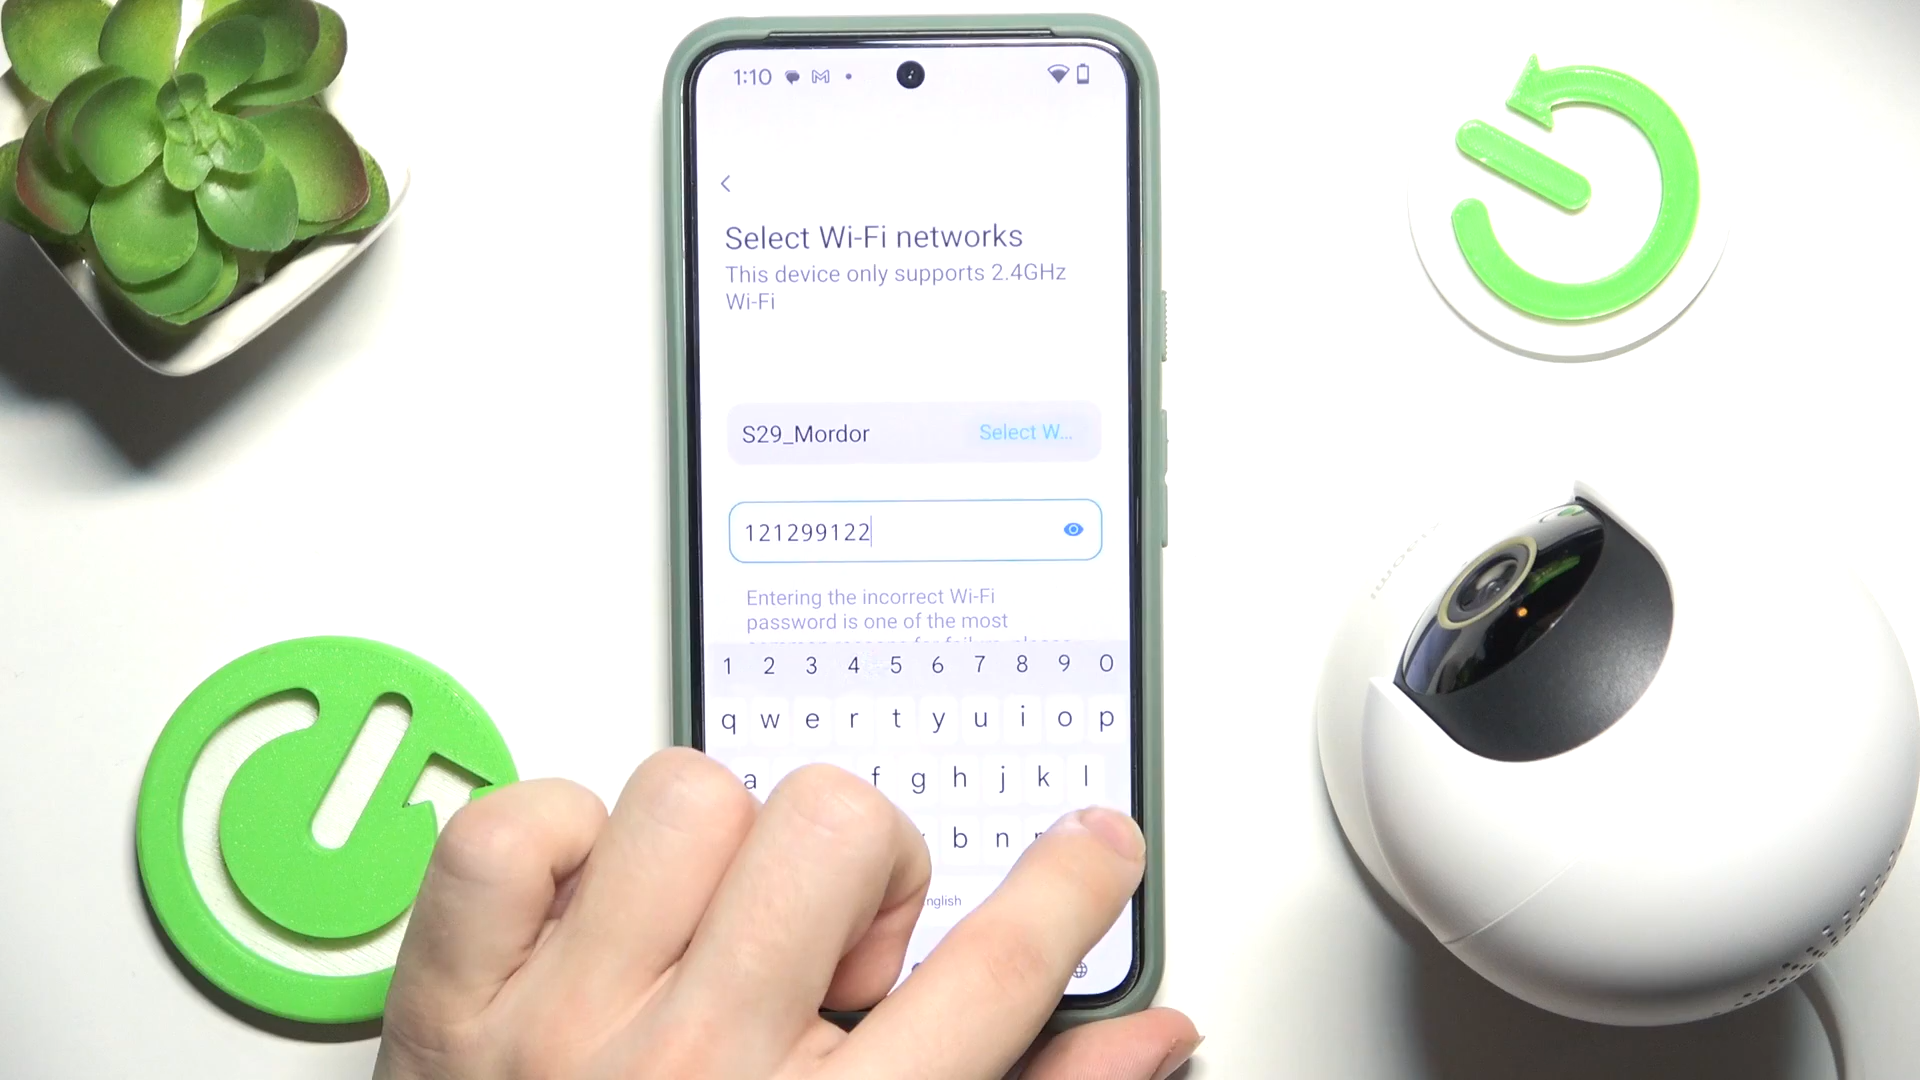 1:10
Select Wi-Fi networks
This device only supports 2.4GHz
Wi-Fi
S29_Mordor Select W...
121299122
Entering the incorrect Wi-Fi
password is one of the most
1 2 3 4 5 6 7 8 9 0
q w e r t y u i o p
a f g h j k l
b n